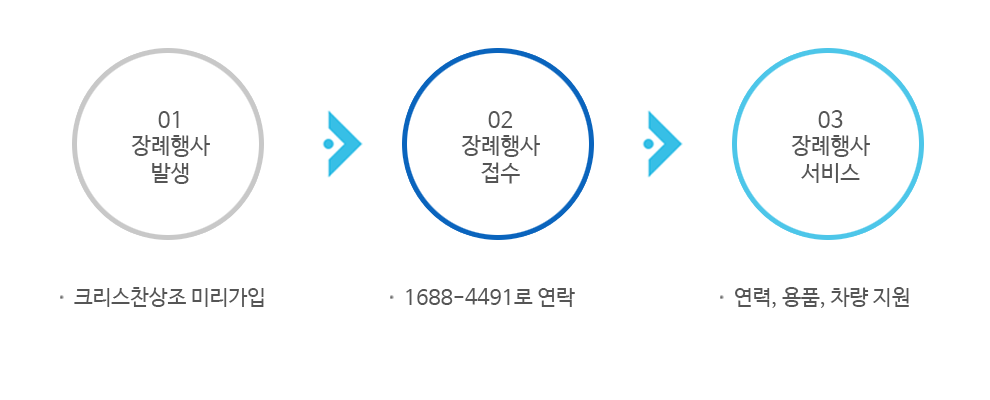 01
장례행사
발생
02
장례행사
접수
03
장례행사
서비스
· 크리스찬상조 미리가입
· 1688-4491로 연락
· 연력, 용품, 차량 지원